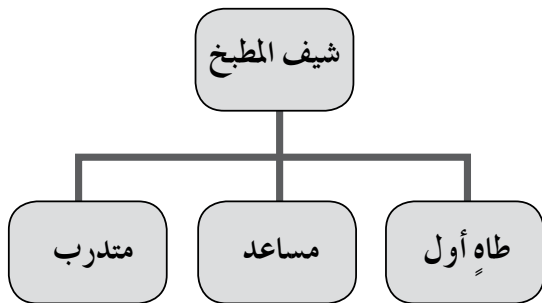 شيف المطبخ
طاهٍ أول
مساعد
متدرب